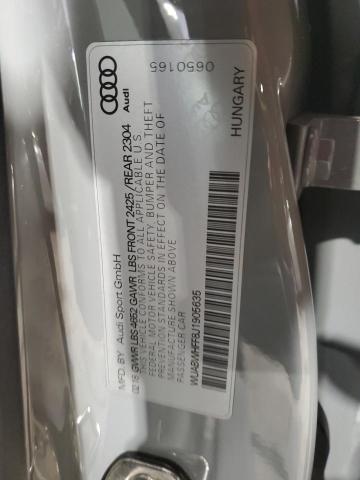 0650165
Audi
HUNGARY
MFD. BY Audi Sport GmbH
02/18 GVWR LBS 4652 GAWR LBS FRONT 2425 /REAR 2304
THIS VEHICLE CONFORMS TO ALL APPLICABLE U.S.
FEDERAL MOTOR VEHICLE SAFETY, BUMPER AND THEFT
PREVENTION STANDARDS IN EFFECT ON THE DATE OF
MANUFACTURE SHOWN ABOVE.
PASSENGER CAR
WUABWHFF8J1905635